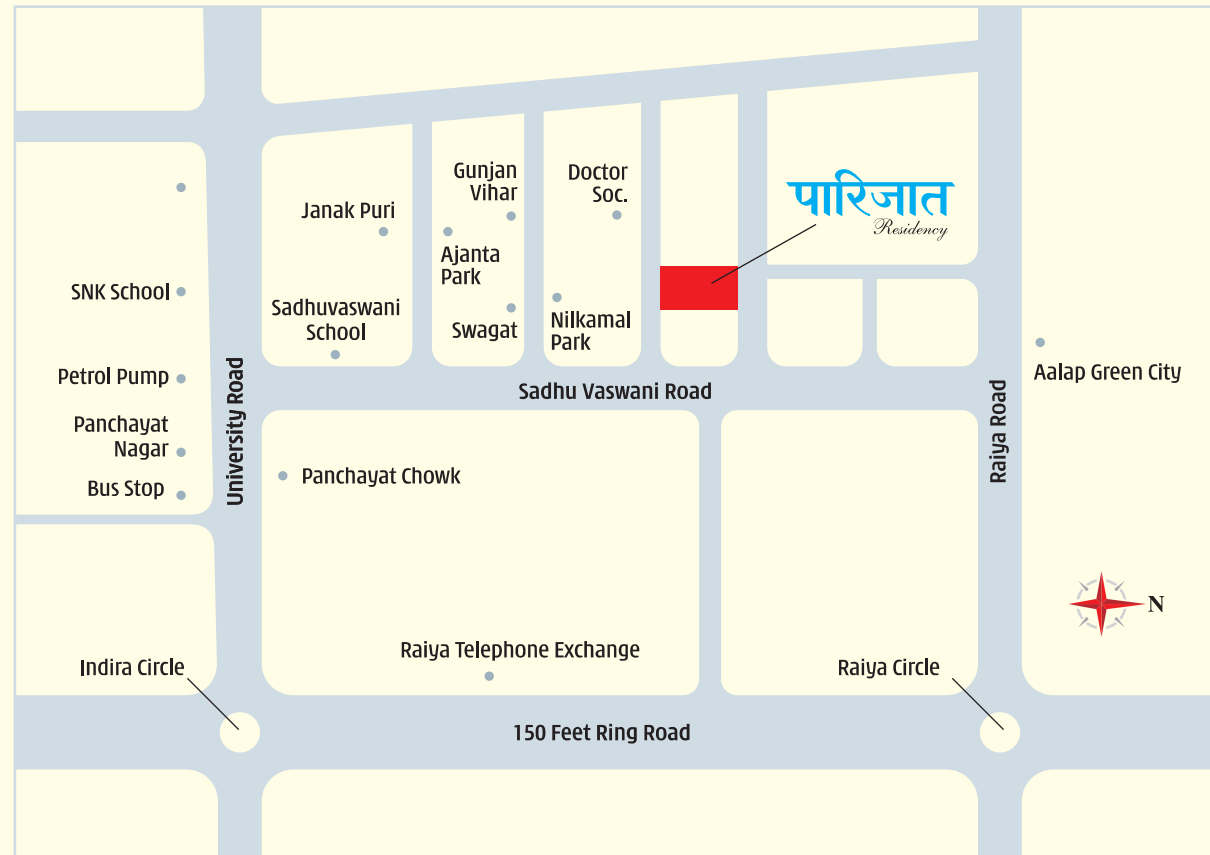 Gunjan
Vihar
Doctor
Soc.
Janak Puri
पारिजात
Residency
Ajanta
Park
SNK School
Sadhuvaswani
School
Swagat
Nilkamal
Park
Petrol Pump
University Road
Sadhu Vaswani Road
Raiya Road
Aalap Green City
Panchayat
Nagar
Bus Stop
Panchayat Chowk
N
Indira Circle
Raiya Telephone Exchange
Raiya Circle
150 Feet Ring Road